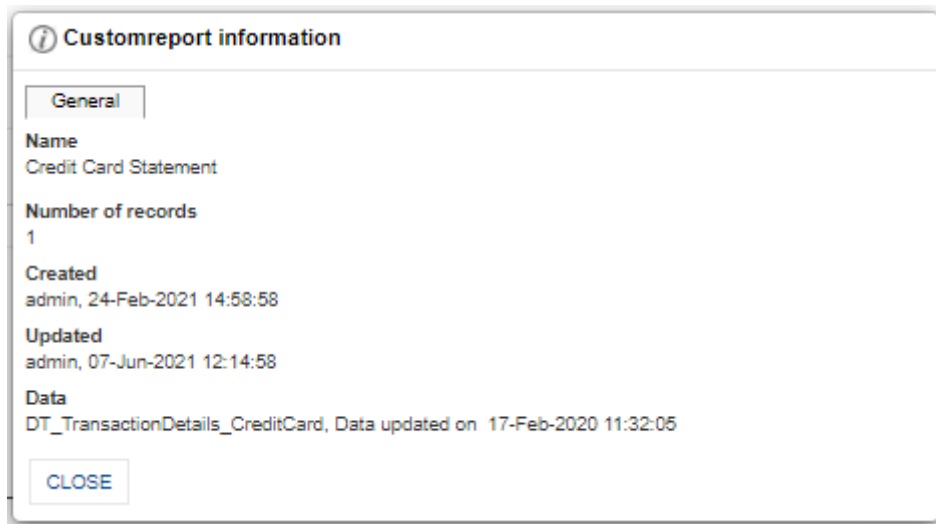 Customreport information
General
Name
Credit Card Statement
Number of records
1
Created
admin, 24-Feb-2021 14:58:58
Updated
admin, 07-Jun-2021 12:14:58
Data
DT_TransactionDetails_CreditCard, Data updated on 17-Feb-2020 11:32:05
CLOSE